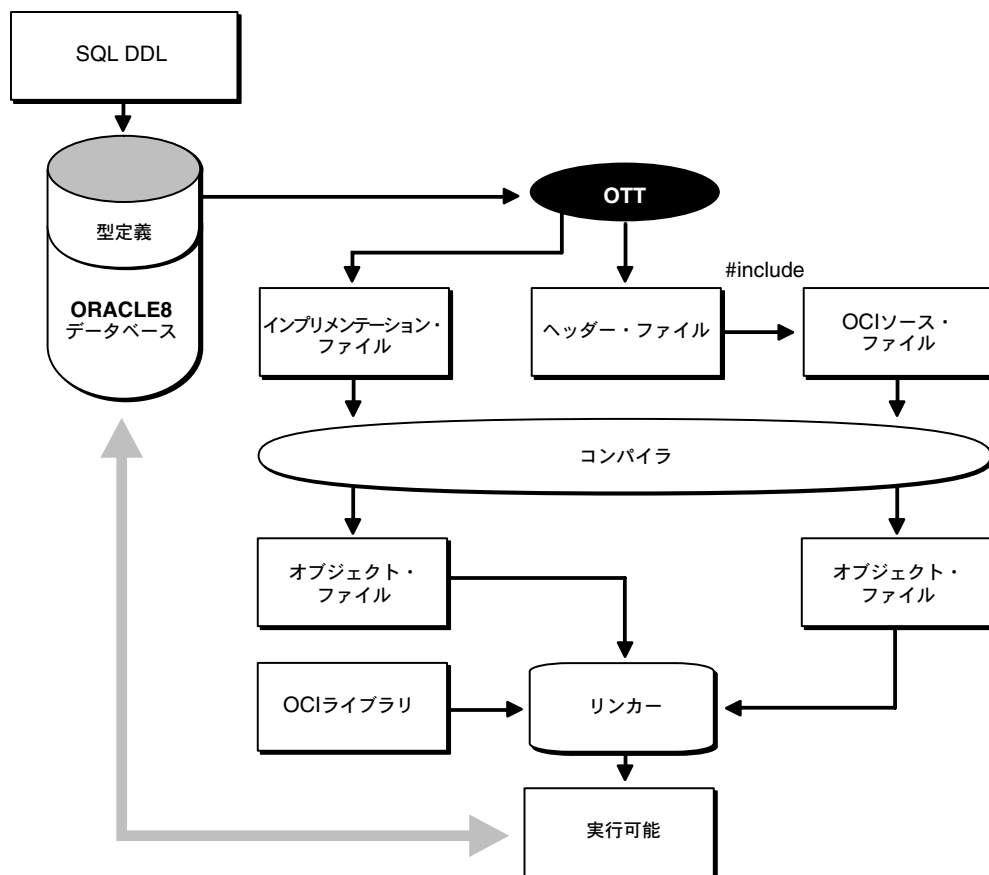 SQL DDL
OTT
型定義
#include
ORACLE8
データベース
インプリメンテーション・
ファイル
ヘッダー・ファイル
OCIソース・
ファイル
コンパイラ
オブジェクト・
ファイル
オブジェクト・
ファイル
OCIライブラリ
リンカー
実行可能